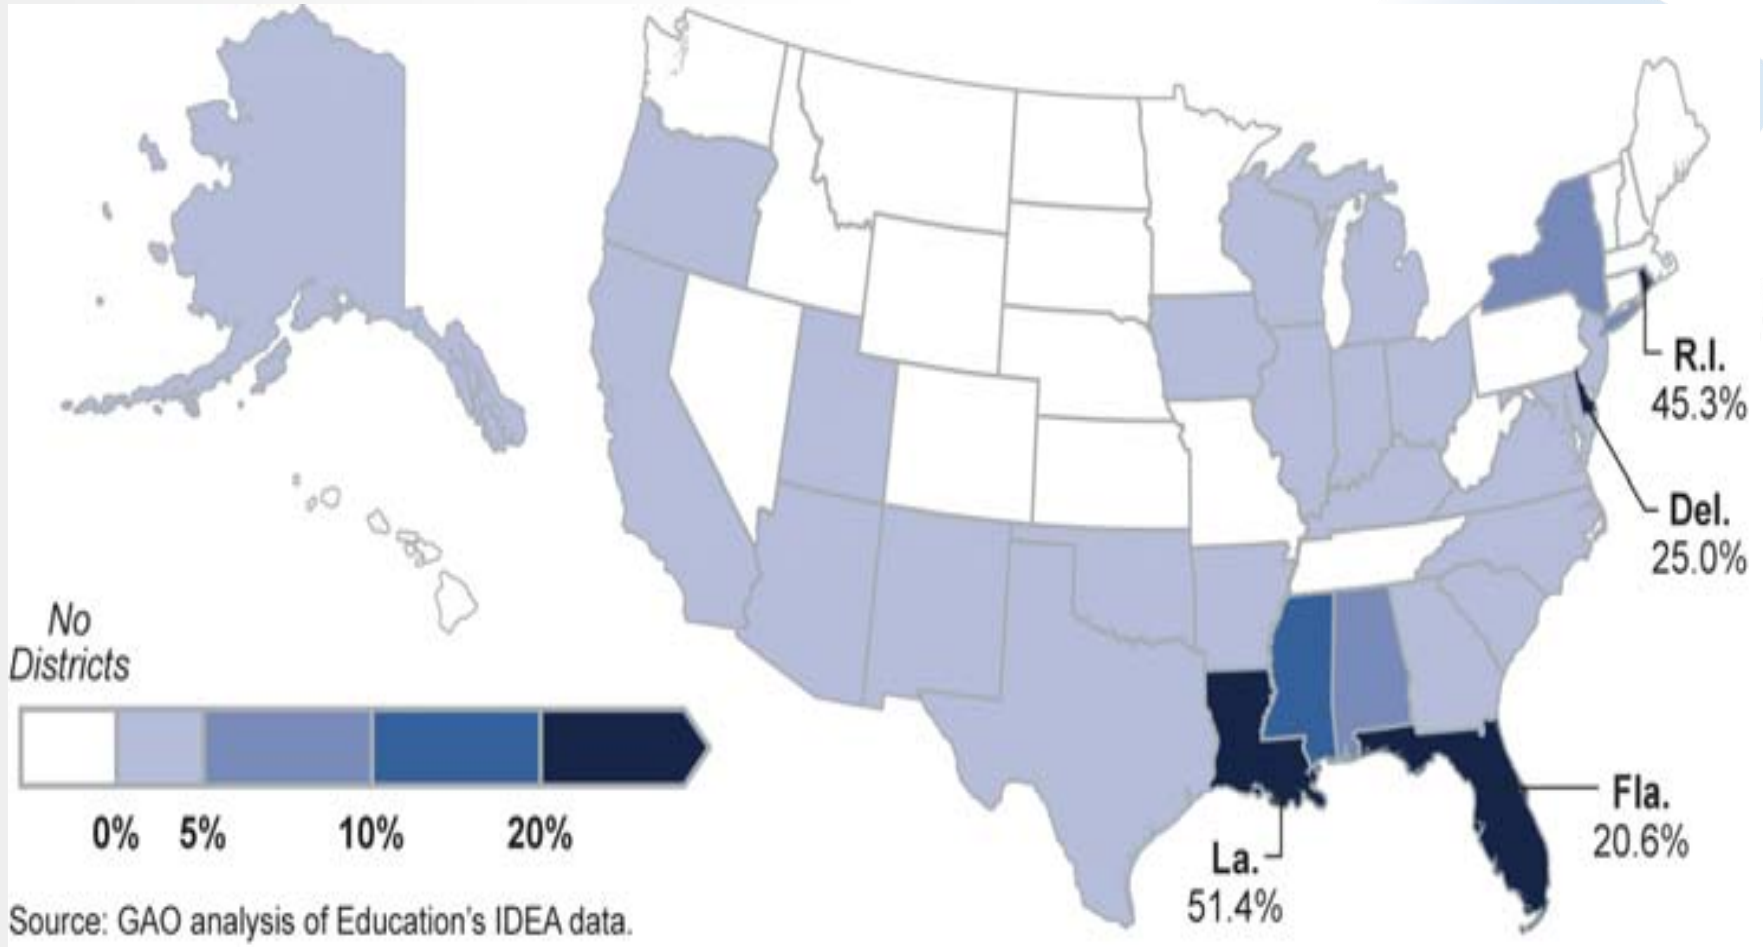 R.I.
45.3%
Del.
25.0%
No
Districts
0% 5% 10% 20%
Fla.
20.6%
La.
51.4%
Source: GAO analysis of Education's IDEA data.